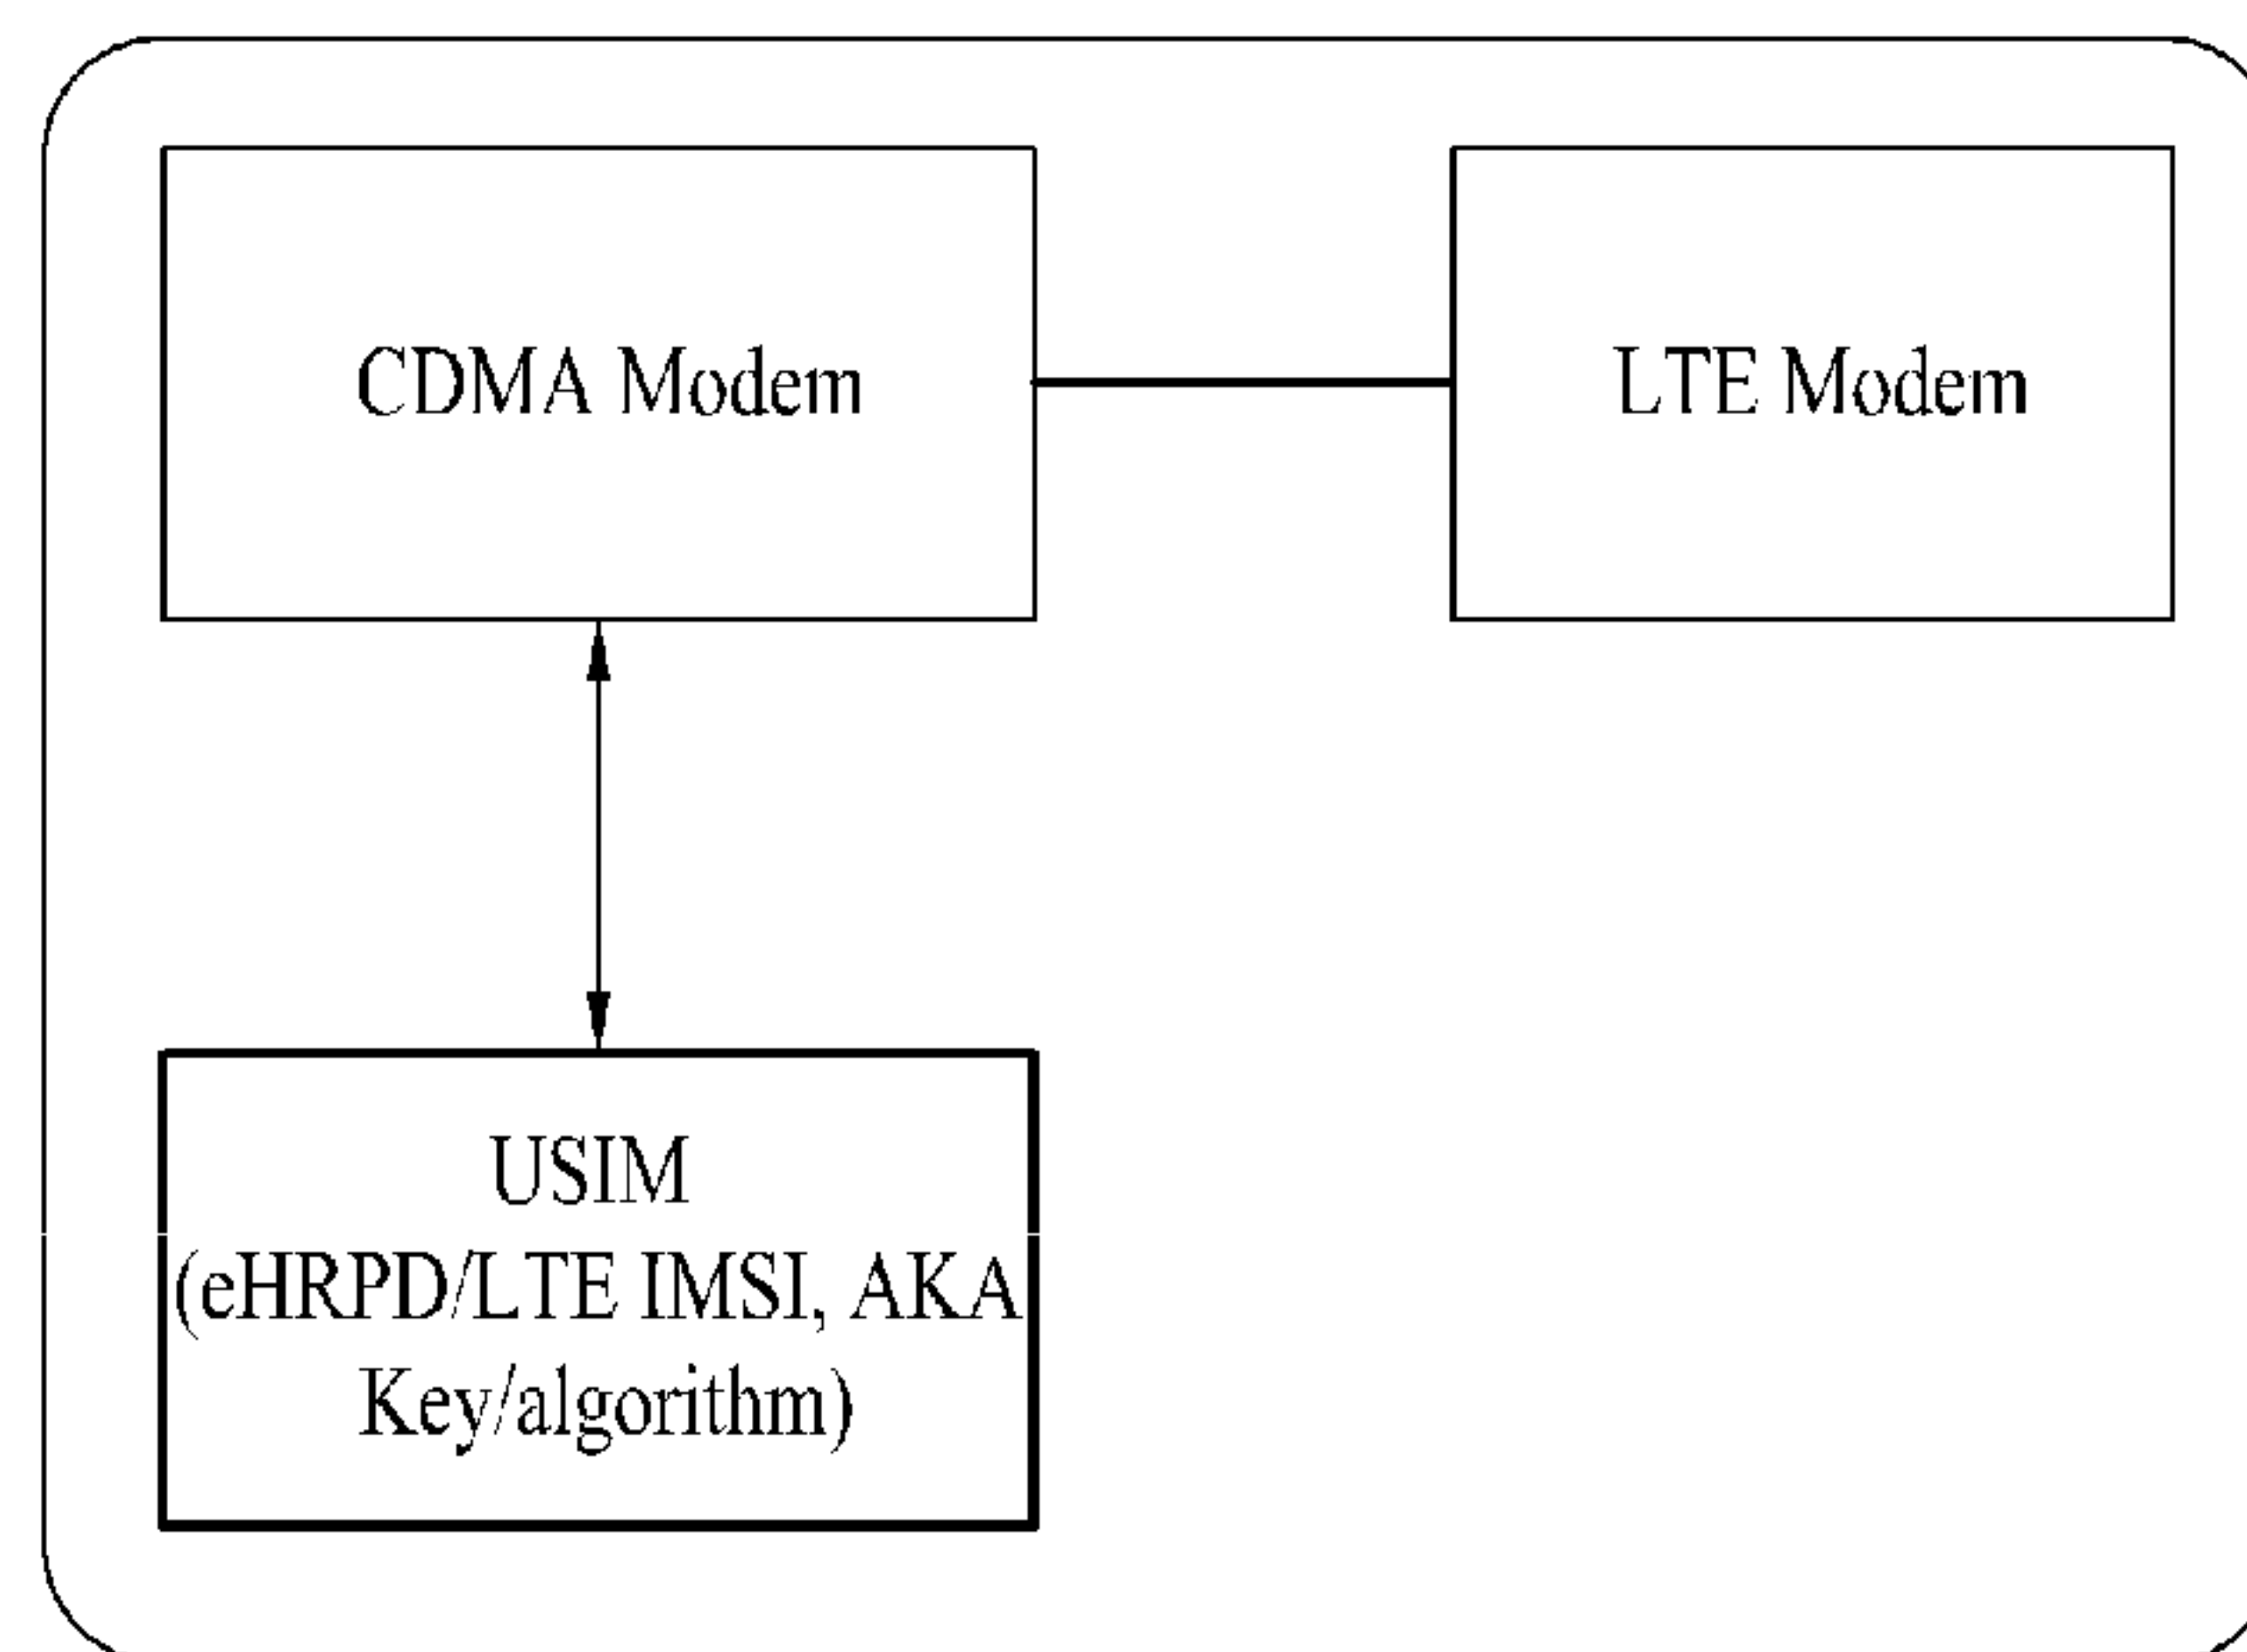 CDMA Modem
LTE Modem
USIM
(eHRPD/LTE IMSI, AKA
Key/algorithm)